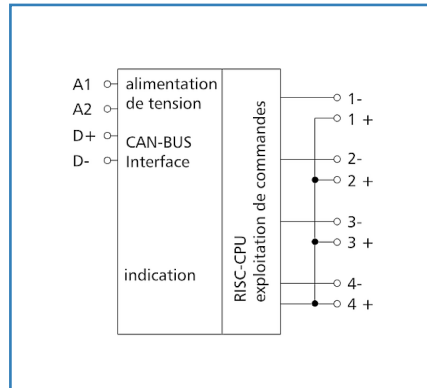 A1
alimentation
A2
de tension
D+
CAN-BUS
D-
Interface
indication
RISC-CPU
exploitation de commandes
1-
1 +
2-
2 +
3-
3 +
4-
4 +